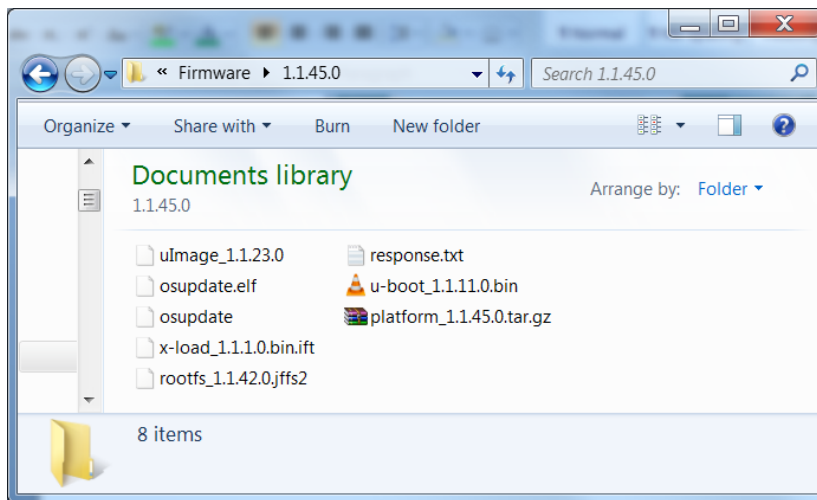 « Firmware ▸ 1.1.45.0
Search 1.1.45.0
Organize
Share with
Burn
New folder
Documents library
1.1.45.0
Arrange by: Folder
uImage_1.1.23.0
osupdate.elf
osupdate
x-load_1.1.1.0.bin.ift
rootfs_1.1.42.0.jffs2
response.txt
u-boot_1.1.11.0.bin
platform_1.1.45.0.tar.gz
8 items